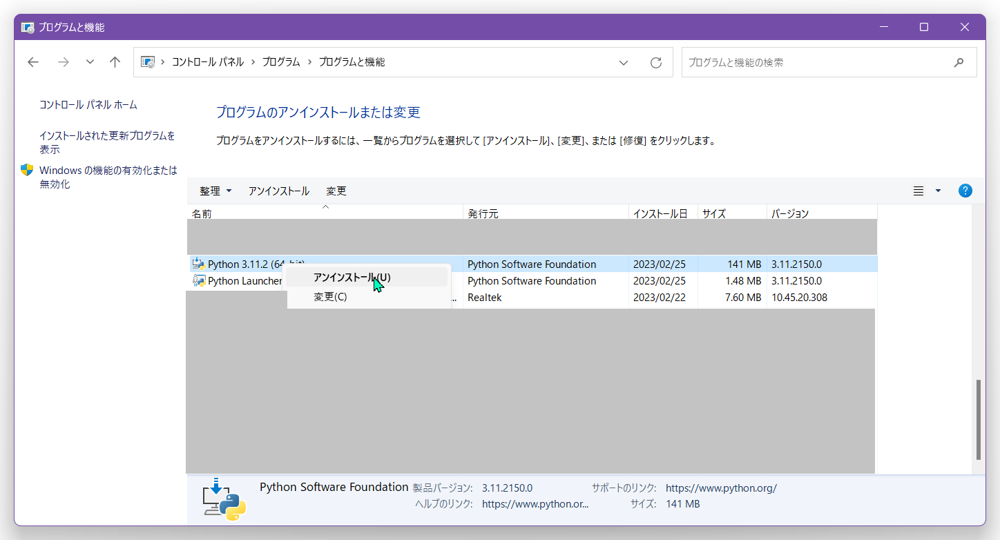 プログラムと機能
コントロール パネル › プログラム › プログラムと機能
プログラムと機能の検索
コントロール パネル ホーム
インストールされた更新プログラムを
表示
Windows の機能の有効化または
無効化
プログラムのアンインストールまたは変更
プログラムをアンインストールするには、一覧からプログラムを選択して [アンインストール]、[変更]、または [修復] をクリックします。
整理 アンインストール 変更
名前 発行元 インストール日 サイズ バージョン
Python 3.11.2 (64-bit) Python Software Foundation 2023/02/25 141 MB 3.11.2150.0
Python Launcher Python Software Foundation 2023/02/25 1.48 MB 3.11.2150.0
... Realtek 2023/02/22 7.60 MB 10.45.20.308
アンインストール(U)
変更(C)
Python Software Foundation 製品バージョン: 3.11.2150.0 サポートのリンク: https://www.python.org/
ヘルプのリンク: https://www.python.or... サイズ: 141 MB